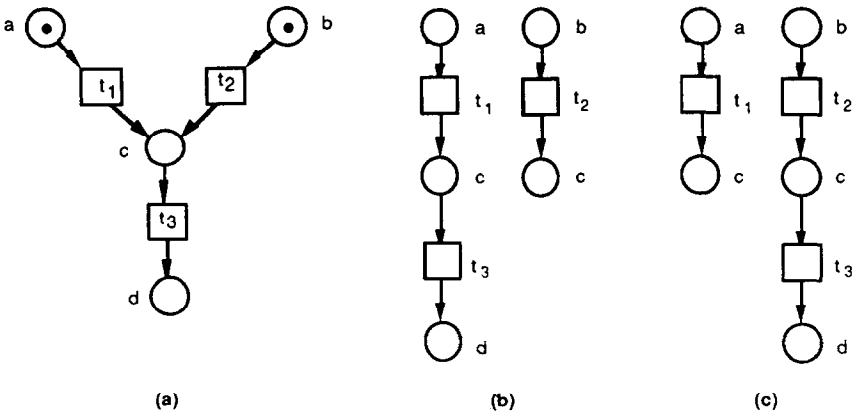 a b a b a b
t1 t2 t1 t2 t1 t2
c c c c c
t3 t3 t3
d d d
(a) (b) (c)